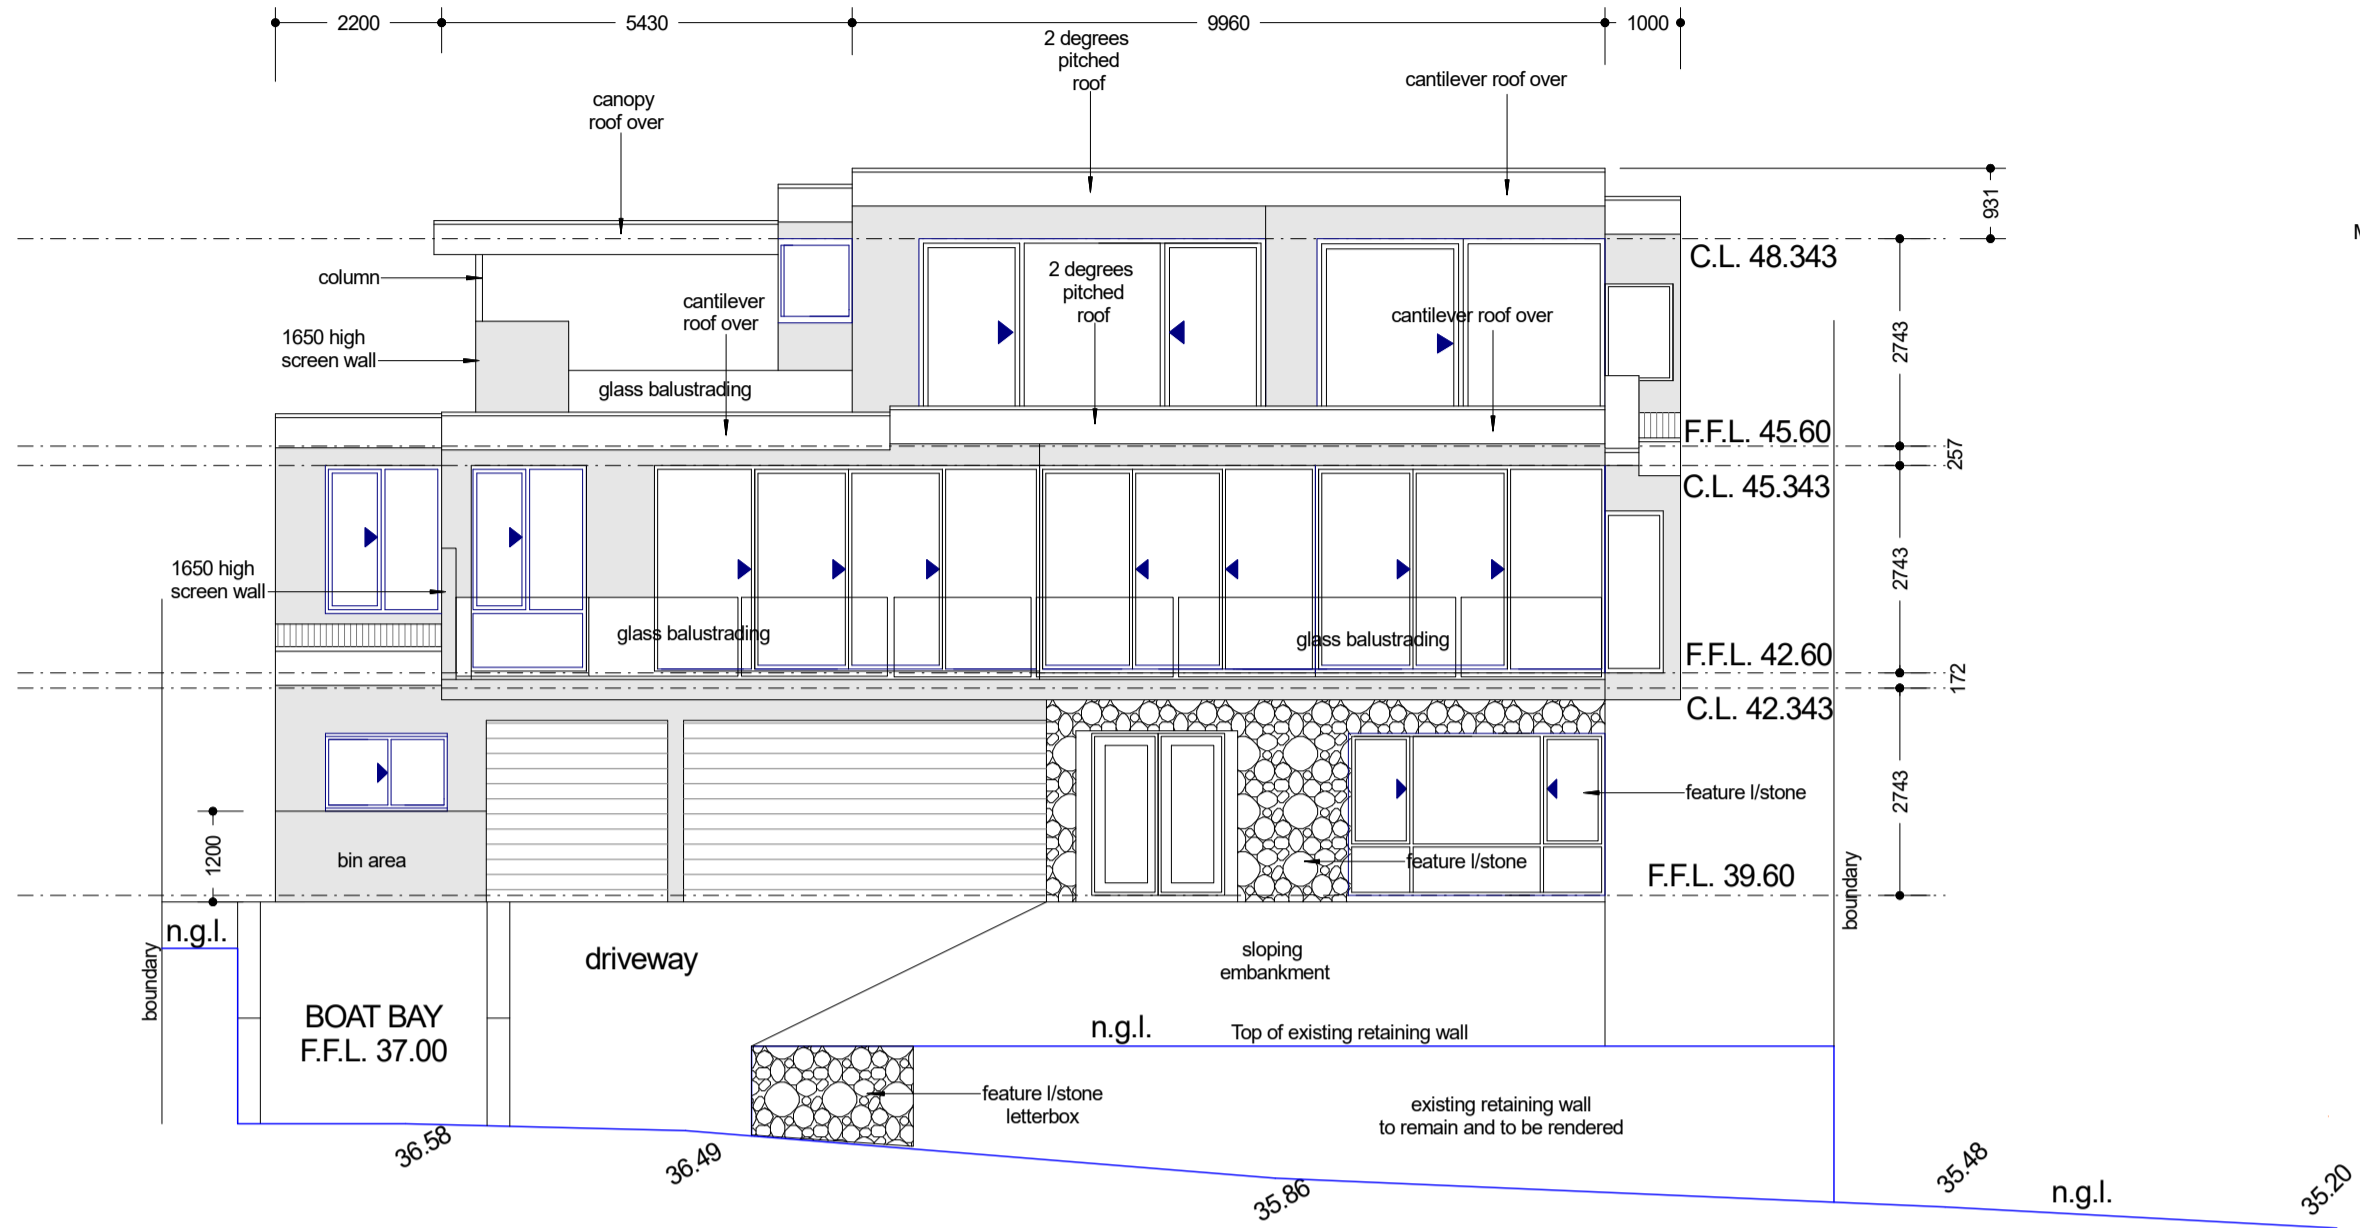 2200
5430
9960
1000
2 degrees
pitched
roof
cantilever roof over
canopy
roof over
931
M
C.L. 48.343
column
2 degrees
pitched
roof
cantilever
roof over
cantilever roof over
1650 high
screen wall
2743
glass balustrading
F.F.L. 45.60
257
C.L. 45.343
1650 high
screen wall
2743
glass balustrading
glass balustrading
F.F.L. 42.60
172
C.L. 42.343
feature l/stone
2743
1200
bin area
feature l/stone
F.F.L. 39.60
boundary
n.g.l.
boundary
driveway
sloping
embankment
BOAT BAY
F.F.L. 37.00
n.g.l.
Top of existing retaining wall
feature l/stone
letterbox
existing retaining wall
to remain and to be rendered
36.58
36.49
35.86
35.48
n.g.l.
35.20